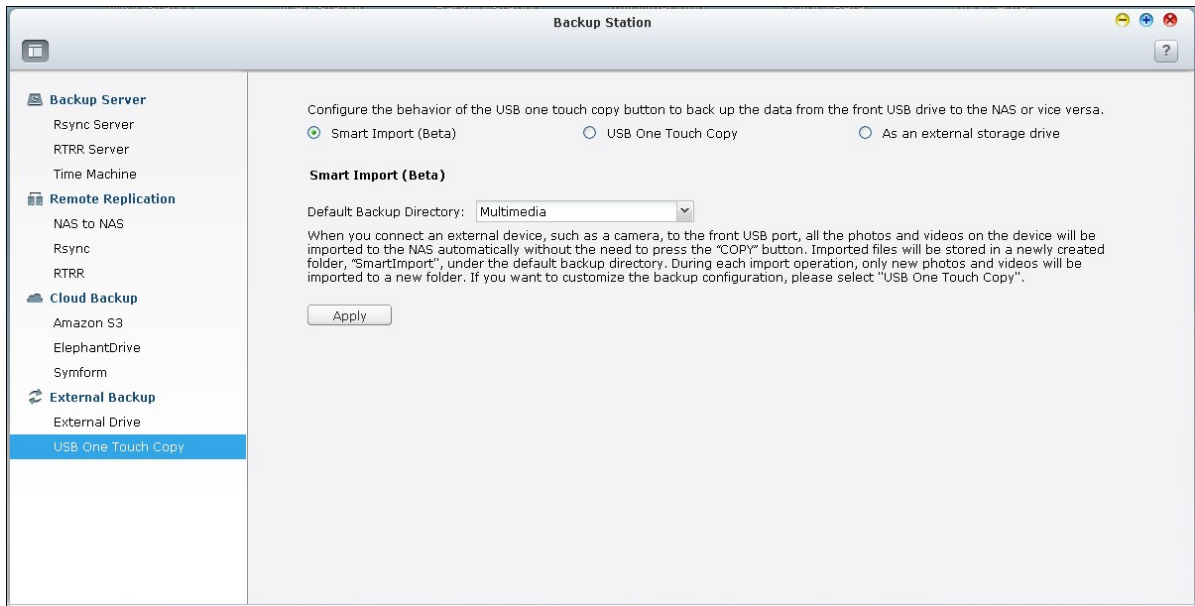 Backup Station
?
Backup Server
Rsync Server
RTRR Server
Time Machine
Remote Replication
NAS to NAS
Rsync
RTRR
Cloud Backup
Amazon S3
ElephantDrive
Symform
External Backup
External Drive
USB One Touch Copy
Configure the behavior of the USB one touch copy button to back up the data from the front USB drive to the NAS or vice versa.
Smart Import (Beta) USB One Touch Copy As an external storage drive
Smart Import (Beta)
Default Backup Directory: Multimedia
When you connect an external device, such as a camera, to the front USB port, all the photos and videos on the device will be
imported to the NAS automatically without the need to press the “COPY” button. Imported files will be stored in a newly created
folder, “SmartImport”, under the default backup directory. During each import operation, only new photos and videos will be
imported to a new folder. If you want to customize the backup configuration, please select "USB One Touch Copy".
Apply